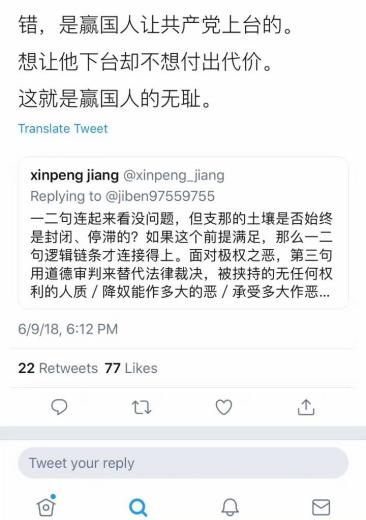 错，是赢国人让共产党上台的。
想让他下台却不想付出代价。
这就是赢国人的无耻。
Translate Tweet
xinpeng jiang @xinpeng_jiang
Replying to @jiben97559755
一二句连起来看没问题，但支那的土壤是否始终
是封闭、停滞的？如果这个前提满足，那么一二
句逻辑链条才连接得上。面对极权之恶，第三句
用道德审判来替代法律裁决，被挟持的无任何权
利的人质 / 降奴能作多大的恶 / 承受多大作恶...
6/9/18, 6:12 PM
22 Retweets 77 Likes
Tweet your reply